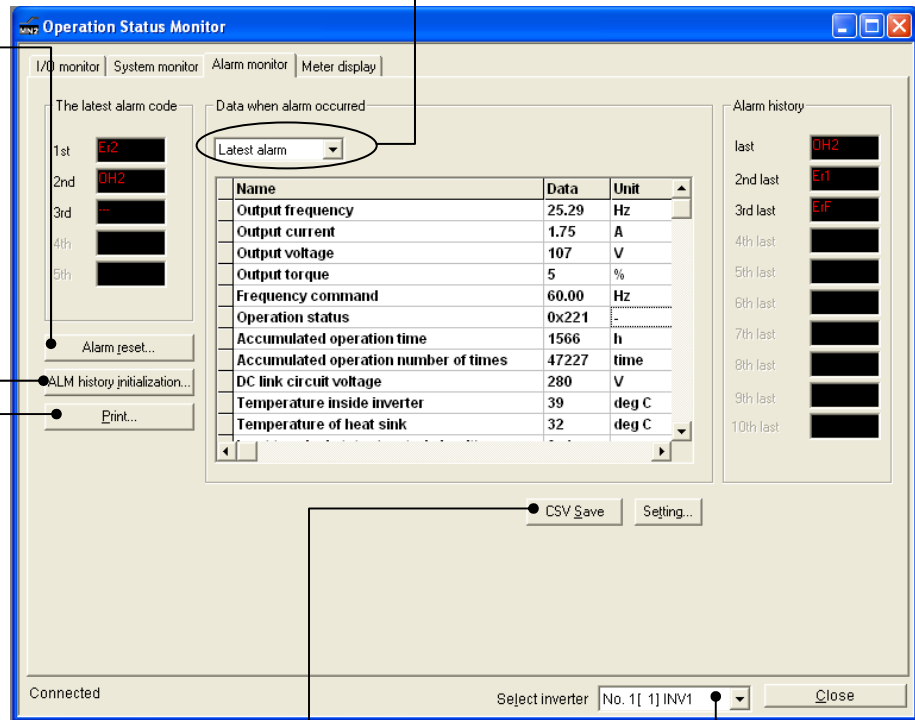 MN2 Operation Status Monitor
I/O monitor System monitor Alarm monitor Meter display
The latest alarm code
1st Er2
2nd OH2
3rd ---
4th
5th
Alarm reset...
ALM history initialization...
Print...
Data when alarm occurred
Latest alarm
Name Data Unit
Output frequency 25.29 Hz
Output current 1.75 A
Output voltage 107 V
Output torque 5 %
Frequency command 60.00 Hz
Operation status 0x221 -
Accumulated operation time 1566 h
Accumulated operation number of times 47227 time
DC link circuit voltage 280 V
Temperature inside inverter 39 deg C
Temperature of heat sink 32 deg C
Alarm history
last OH2
2nd last Er1
3rd last ErF
4th last
5th last
6th last
7th last
8th last
9th last
10th last
CSV Save Setting...
Connected
Select inverter No. 1[ 1] INV1
Close